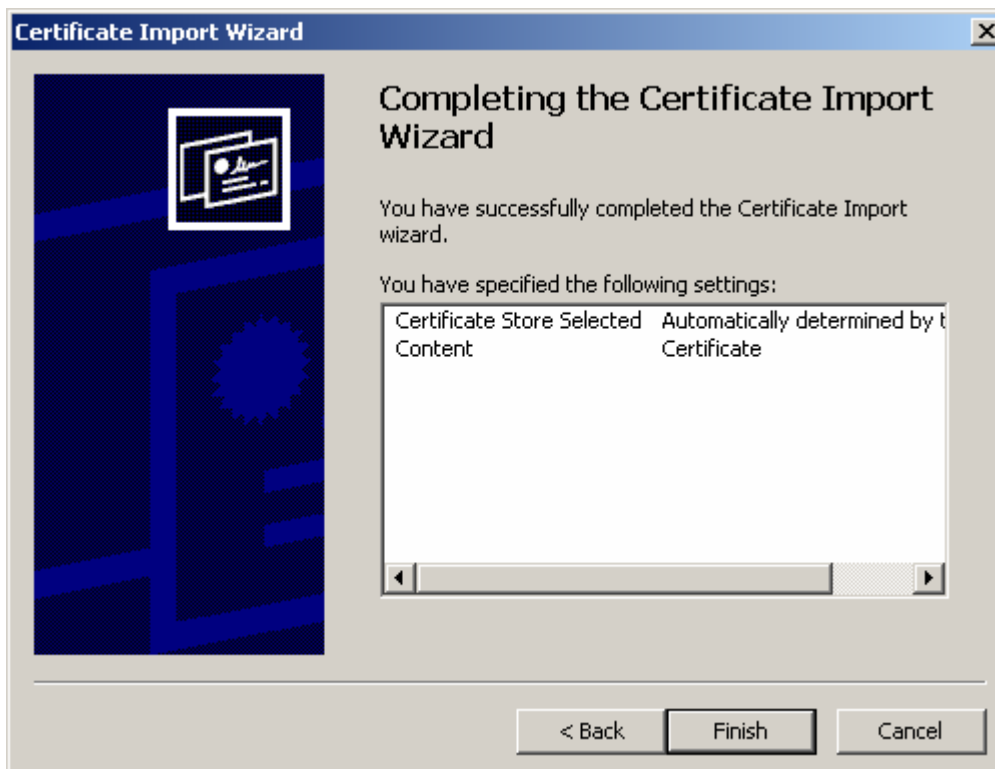 Certificate Import Wizard
Completing the Certificate Import
Wizard
You have successfully completed the Certificate Import
wizard.
You have specified the following settings:
Certificate Store Selected Automatically determined by t
Content Certificate
< Back Finish Cancel